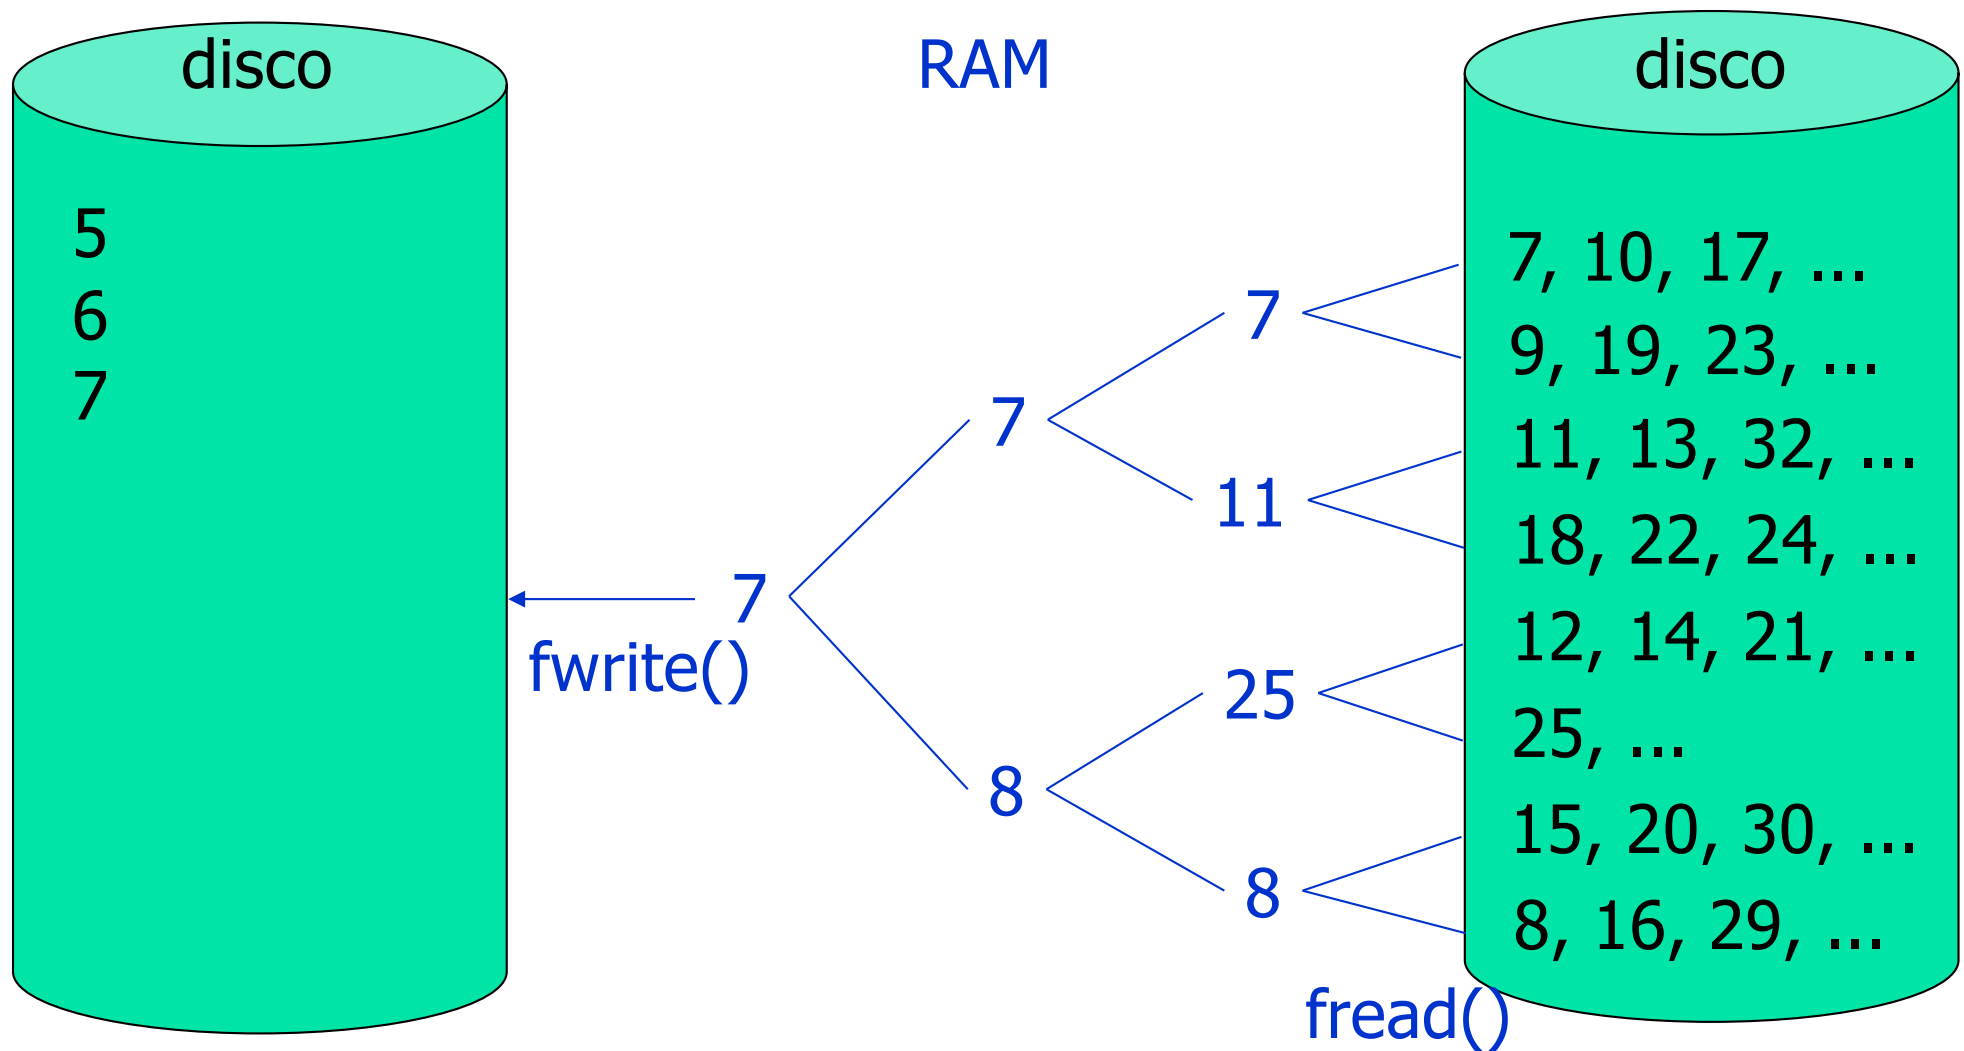 disco
5
6
7
RAM
7
fwrite()
7
8
7
11
25
8
fread()
disco
7, 10, 17, ...
9, 19, 23, ...
11, 13, 32, ...
18, 22, 24, ...
12, 14, 21, ...
25, ...
15, 20, 30, ...
8, 16, 29, ...